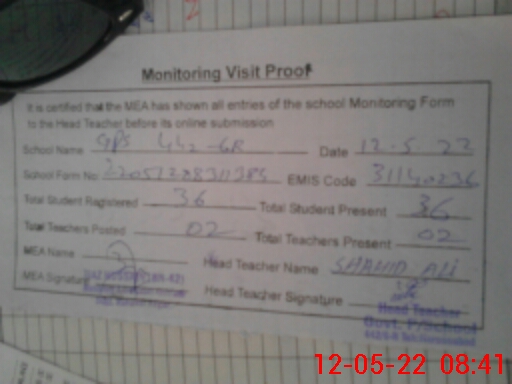 Monitoring Visit Proof
It is certified that the MEA has shown all entries of the school Monitoring Form
to the Head Teacher before its online submission
School Name GPS 442-6R Date 12-5-22
School Form No EMIS Code 31140236
Total Student Registered 36 Total Student Present 36
Total Teachers Posted 02 Total Teachers Present 02
MEA Name Head Teacher Name SHAHID ALI
MEA Signature Head Teacher Signature
Head Teacher
Govt. P/School
12-05-22 08:41